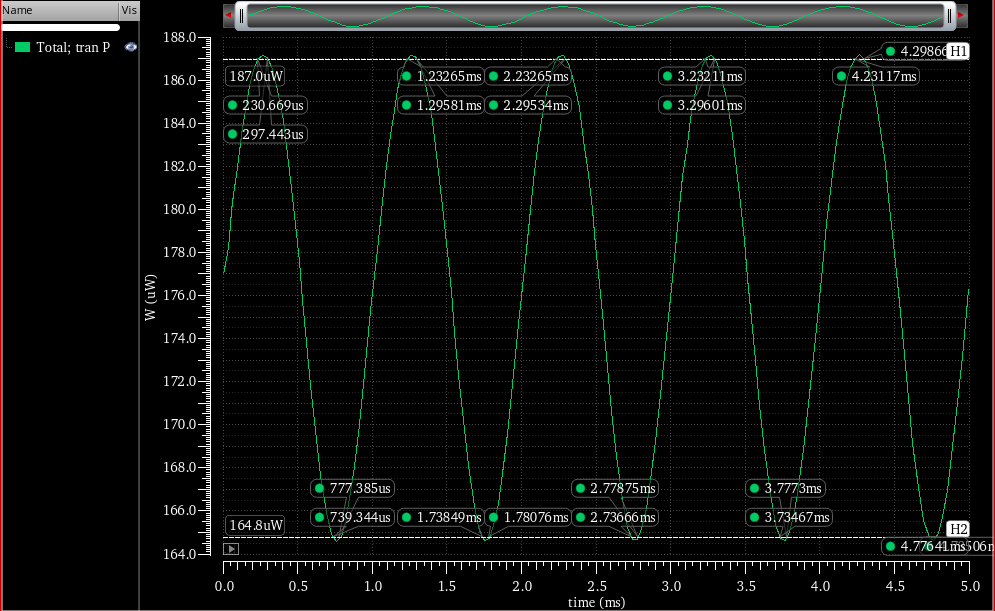 Name Vis
Total; tran P
188.0
186.0
184.0
182.0
180.0
178.0
176.0
174.0
172.0
170.0
168.0
166.0
164.0
W (uW)
4.29866 H1
187.0uW 1.23265ms 2.23265ms 3.23211ms 4.23117ms
230.669us 1.29581ms 2.29534ms 3.29601ms
297.443us
777.385us 2.77875ms 3.7773ms
739.344us 1.73849ms 1.78076ms 2.73666ms 3.73467ms
164.8uW H2
4.77641ms
0.0 0.5 1.0 1.5 2.0 2.5 3.0 3.5 4.0 4.5 5.0
time (ms)